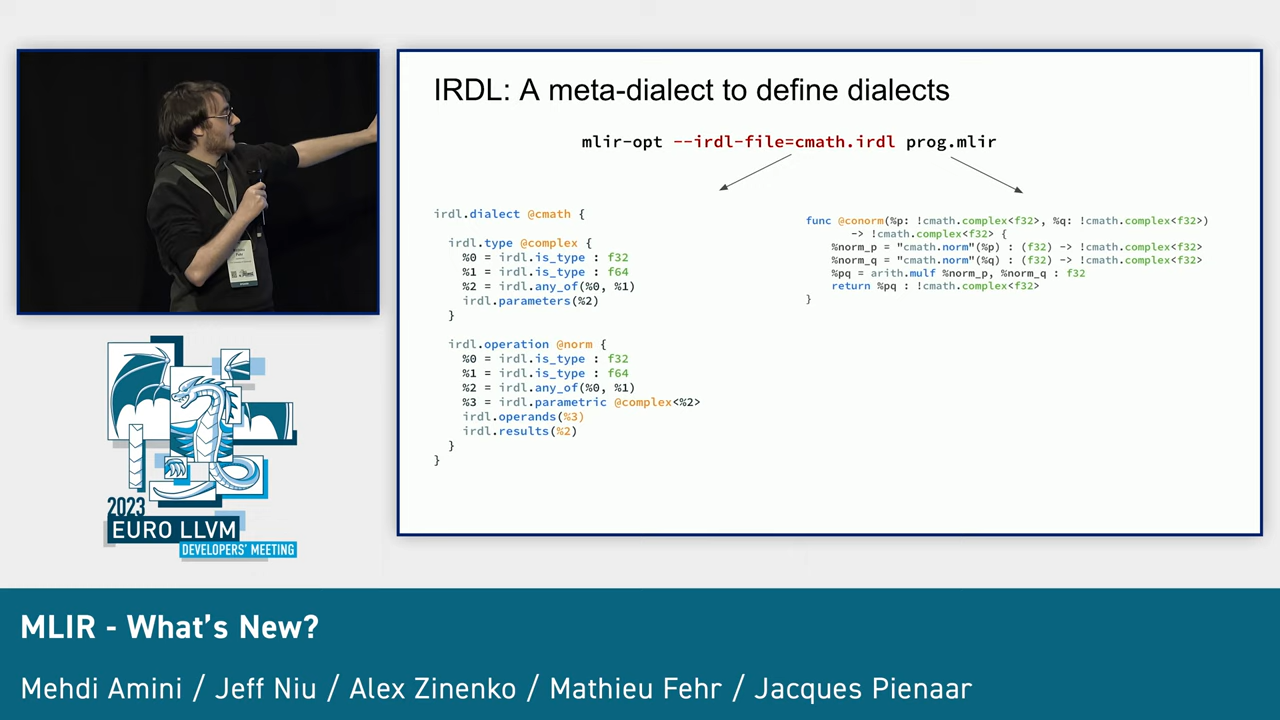 IRDL: A meta-dialect to define dialects
mlir-opt --irdl-file=cmath.irdl prog.mlir
irdl.dialect @cmath {
irdl.type @complex {
%0 = irdl.is_type : f32
%1 = irdl.is_type : f64
%2 = irdl.any_of(%0, %1)
irdl.parameters(%2)
}
irdl.operation @norm {
%0 = irdl.is_type : f32
%1 = irdl.is_type : f64
%2 = irdl.any_of(%0, %1)
%3 = irdl.parametric @complex<%2>
irdl.operands(%3)
irdl.results(%2)
}
}
func @conorm(%p: !cmath.complex<f32>, %q: !cmath.complex<f32>)
-> !cmath.complex<f32> {
%norm_p = "cmath.norm"(%p) : (f32) -> !cmath.complex<f32>
%norm_q = "cmath.norm"(%q) : (f32) -> !cmath.complex<f32>
%pq = arith.mulf %norm_p, %norm_q : f32
return %pq : !cmath.complex<f32>
}
2023
EURO LLVM
DEVELOPERS' MEETING
MLIR - What's New?
Mehdi Amini / Jeff Niu / Alex Zinenko / Mathieu Fehr / Jacques Pienaar